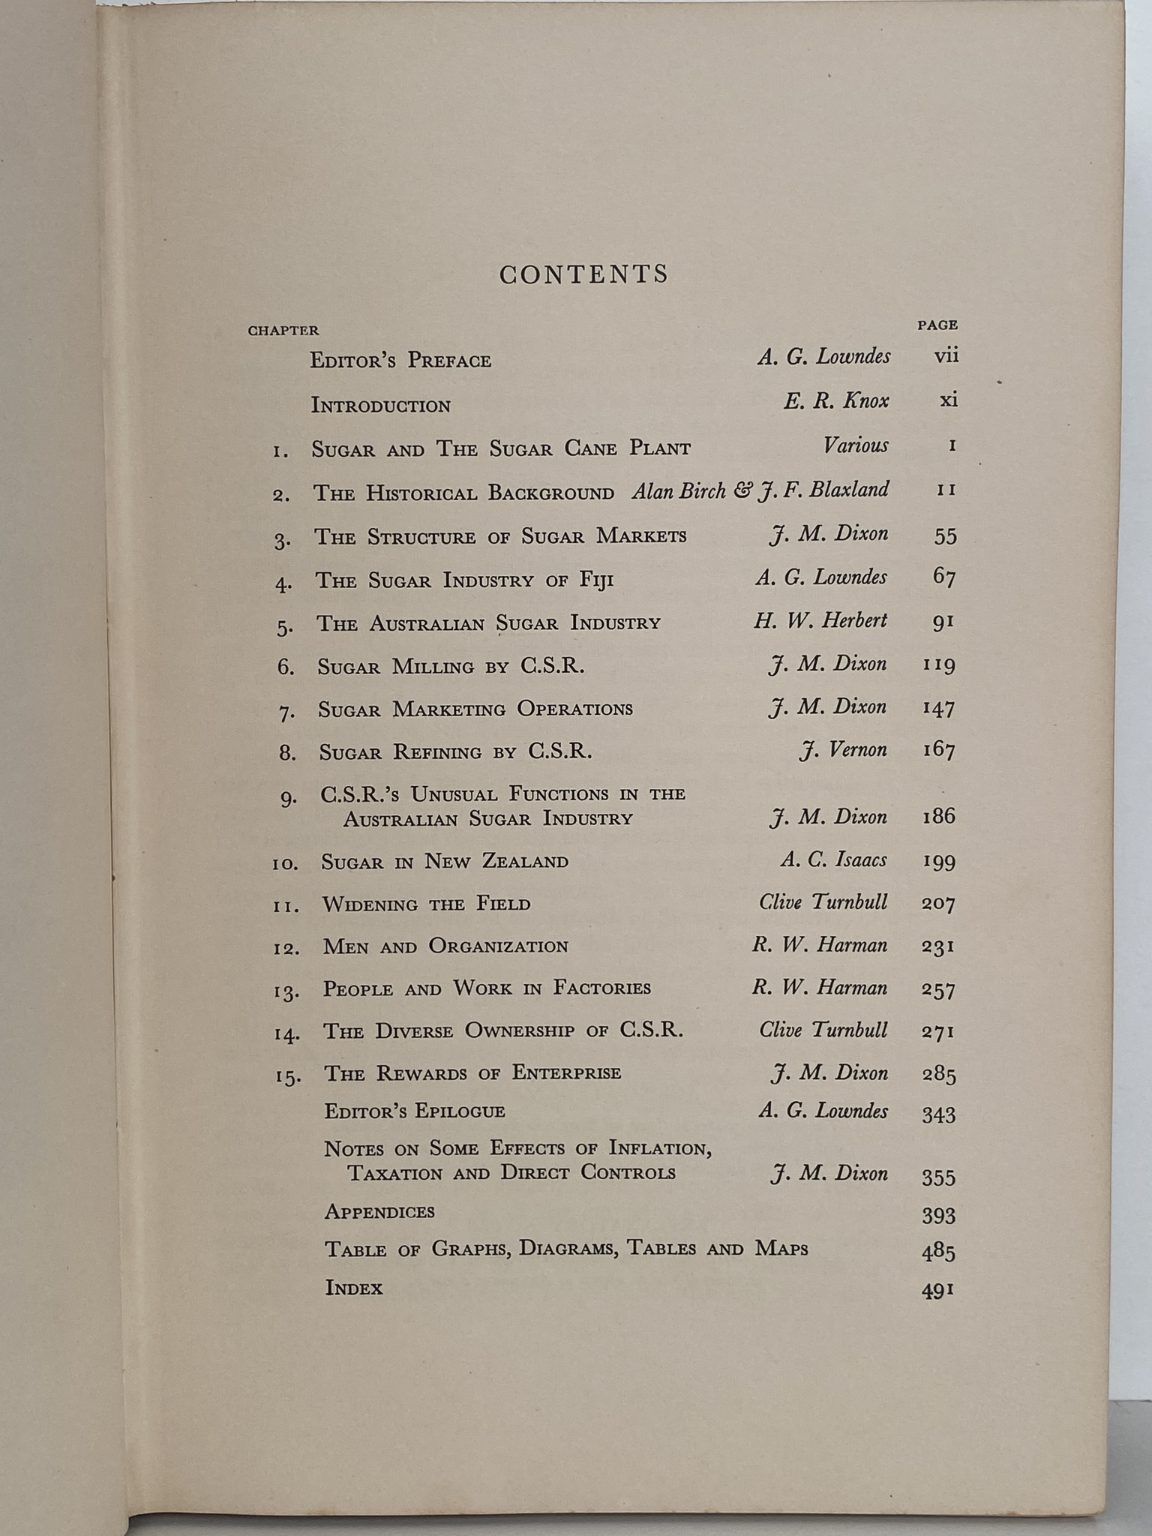 CONTENTS
CHAPTER PAGE
EDITOR'S PREFACE A. G. Lowndes vii
INTRODUCTION E. R. Knox xi
1. SUGAR AND THE SUGAR CANE PLANT Various 1
2. THE HISTORICAL BACKGROUND Alan Birch & J. F. Blaxland 11
3. THE STRUCTURE OF SUGAR MARKETS J. M. Dixon 55
4. THE SUGAR INDUSTRY OF FIJI A. G. Lowndes 67
5. THE AUSTRALIAN SUGAR INDUSTRY H. W. Herbert 91
6. SUGAR MILLING BY C.S.R. J. M. Dixon 119
7. SUGAR MARKETING OPERATIONS J. M. Dixon 147
8. SUGAR REFINING BY C.S.R. J. Vernon 167
9. C.S.R.'S UNUSUAL FUNCTIONS IN THE
AUSTRALIAN SUGAR INDUSTRY J. M. Dixon 186
10. SUGAR IN NEW ZEALAND A. C. Isaacs 199
11. WIDENING THE FIELD Clive Turnbull 207
12. MEN AND ORGANIZATION R. W. Harman 231
13. PEOPLE AND WORK IN FACTORIES R. W. Harman 257
14. THE DIVERSE OWNERSHIP OF C.S.R. Clive Turnbull 271
15. THE REWARDS OF ENTERPRISE J. M. Dixon 285
EDITOR'S EPILOGUE A. G. Lowndes 343
NOTES ON SOME EFFECTS OF INFLATION,
TAXATION AND DIRECT CONTROLS J. M. Dixon 355
APPENDICES 393
TABLE OF GRAPHS, DIAGRAMS, TABLES AND MAPS 485
INDEX 491